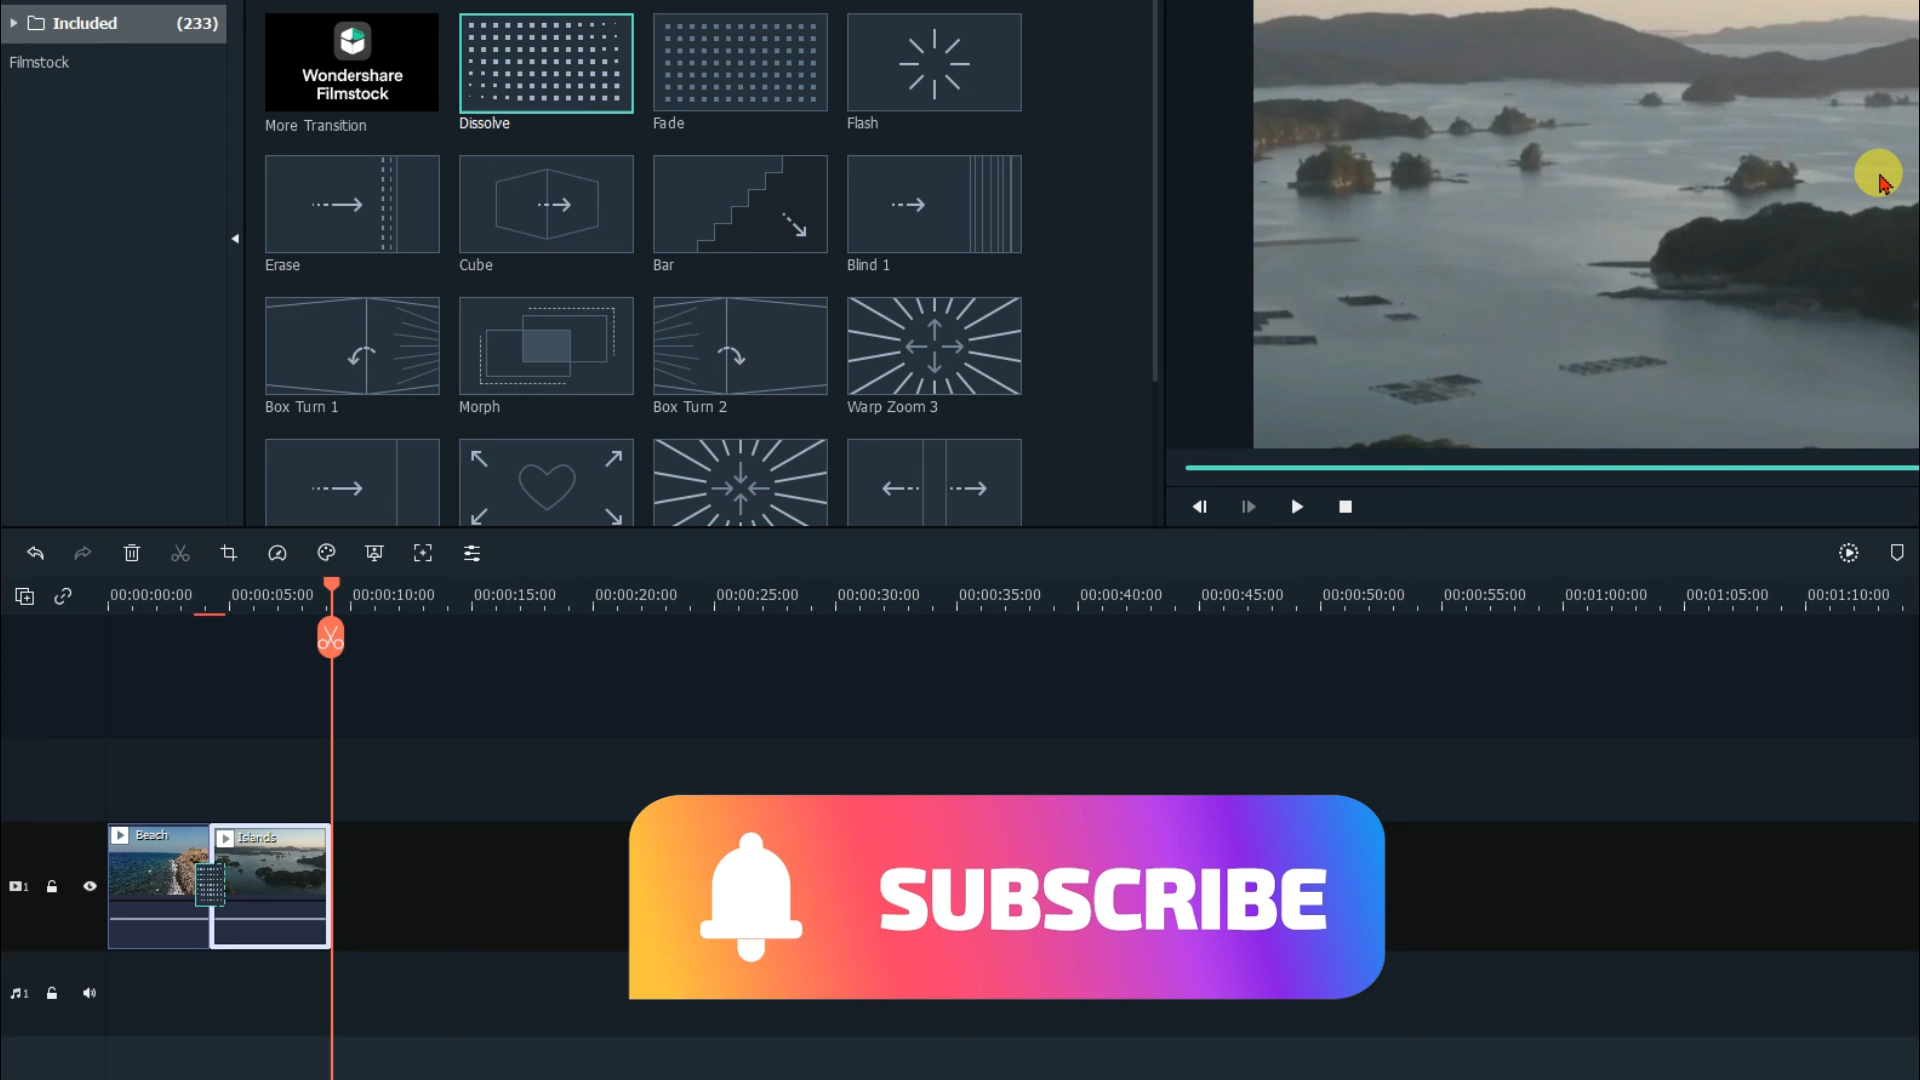 Included (233)
Filmstock
Wondershare
Filmstock
More Transition
Dissolve
Fade
Flash
Erase
Cube
Bar
Blind 1
Box Turn 1
Morph
Box Turn 2
Warp Zoom 3
00:00:00:00 00:00:05:00 00:00:10:00 00:00:15:00 00:00:20:00 00:00:25:00 00:00:30:00 00:00:35:00 00:00:40:00 00:00:45:00 00:00:50:00 00:00:55:00 00:01:00:00 00:01:05:00 00:01:10:00
Beach
Islands
1
SUBSCRIBE
1